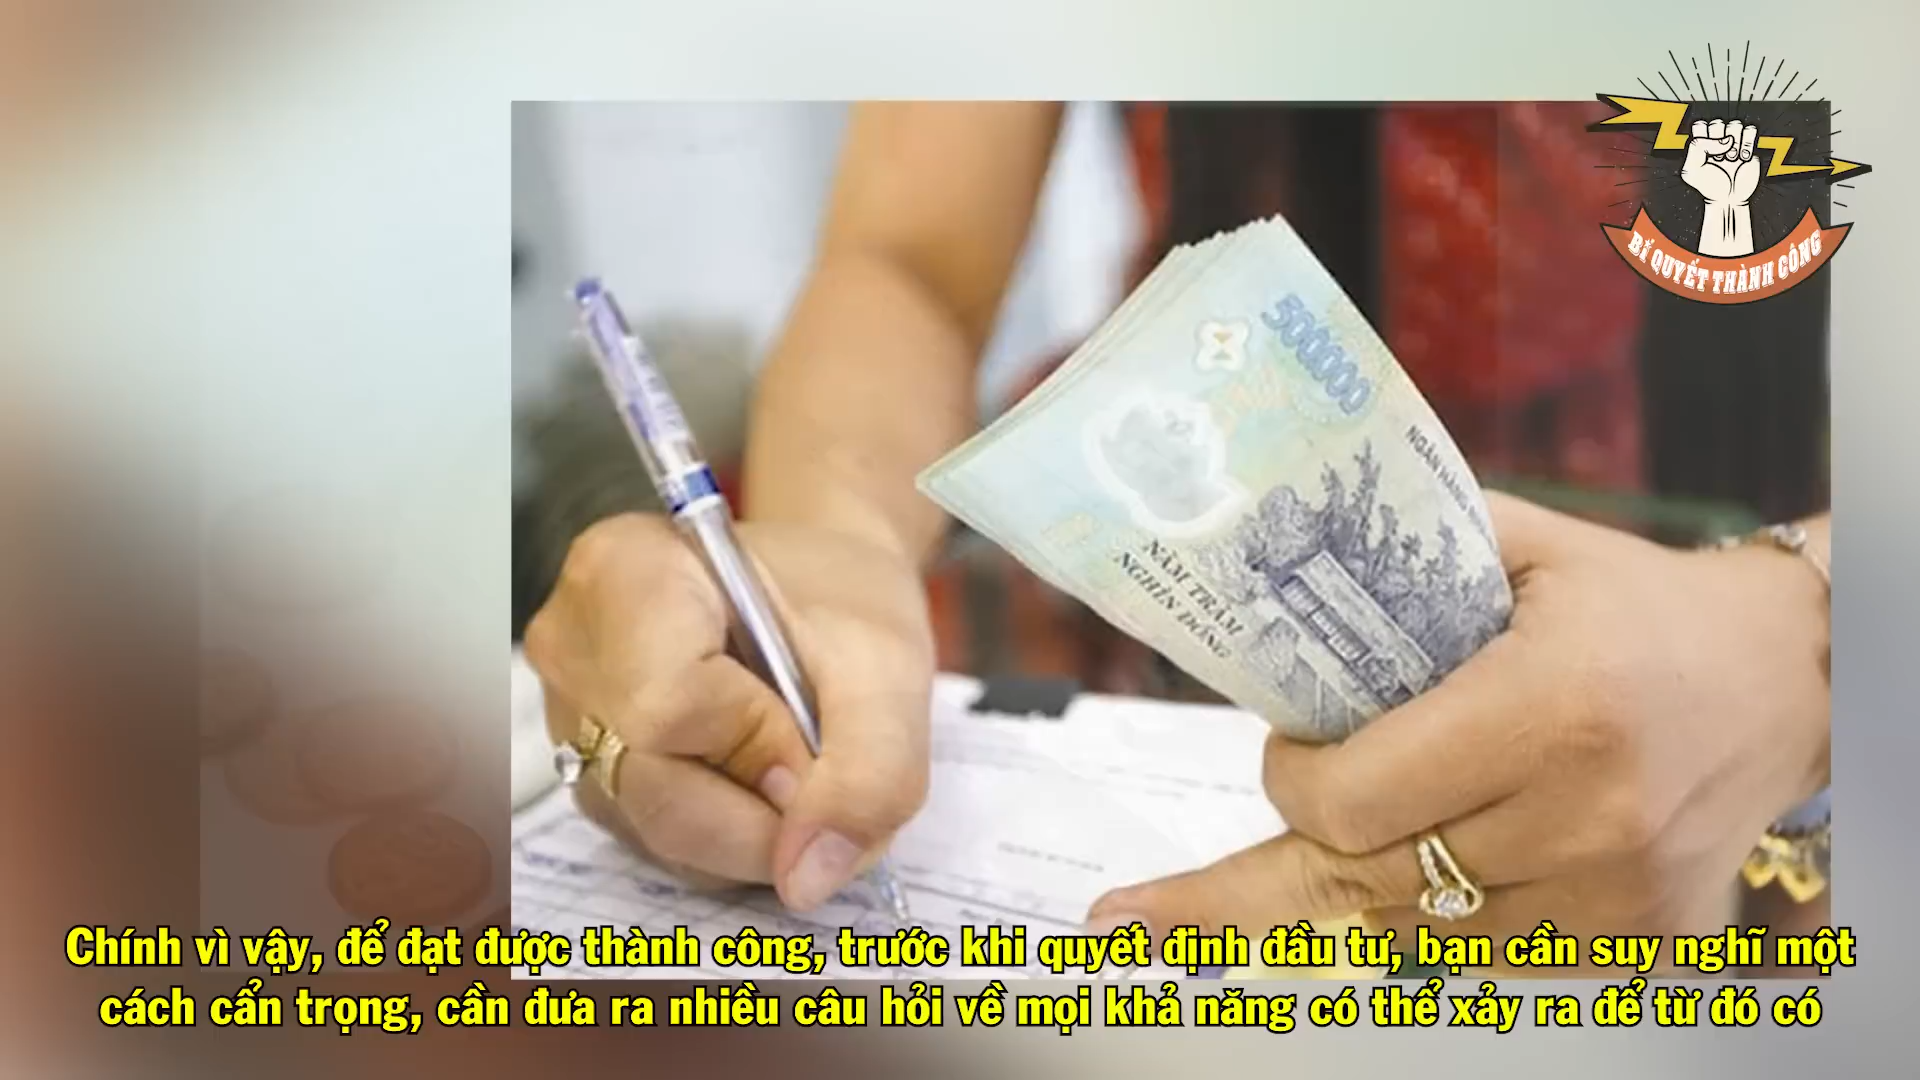 BÍ QUYẾT THÀNH CÔNG
500000
NGÂN HÀNG
NĂM TRĂM
NGHÌN ĐỒNG
Chính vì vậy, để đạt được thành công, trước khi quyết định đầu tư, bạn cần suy nghĩ một
cách cẩn trọng, cần đưa ra nhiều câu hỏi về mọi khả năng có thể xảy ra để từ đó có